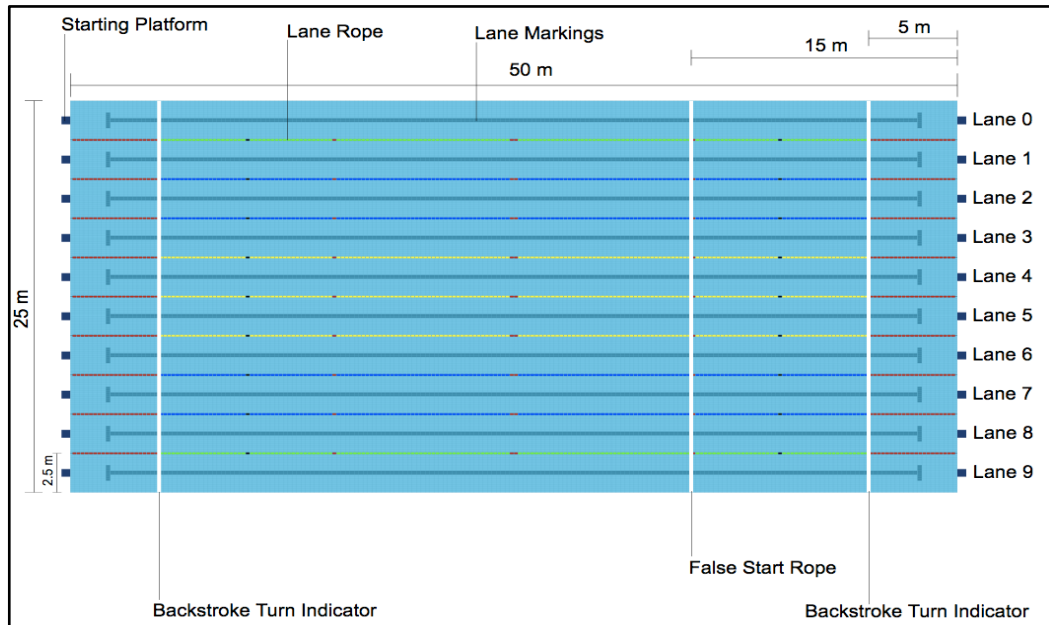 Starting Platform
Lane Rope
Lane Markings
5 m
15 m
50 m
25 m
2.5 m
Lane 0
Lane 1
Lane 2
Lane 3
Lane 4
Lane 5
Lane 6
Lane 7
Lane 8
Lane 9
False Start Rope
Backstroke Turn Indicator
Backstroke Turn Indicator